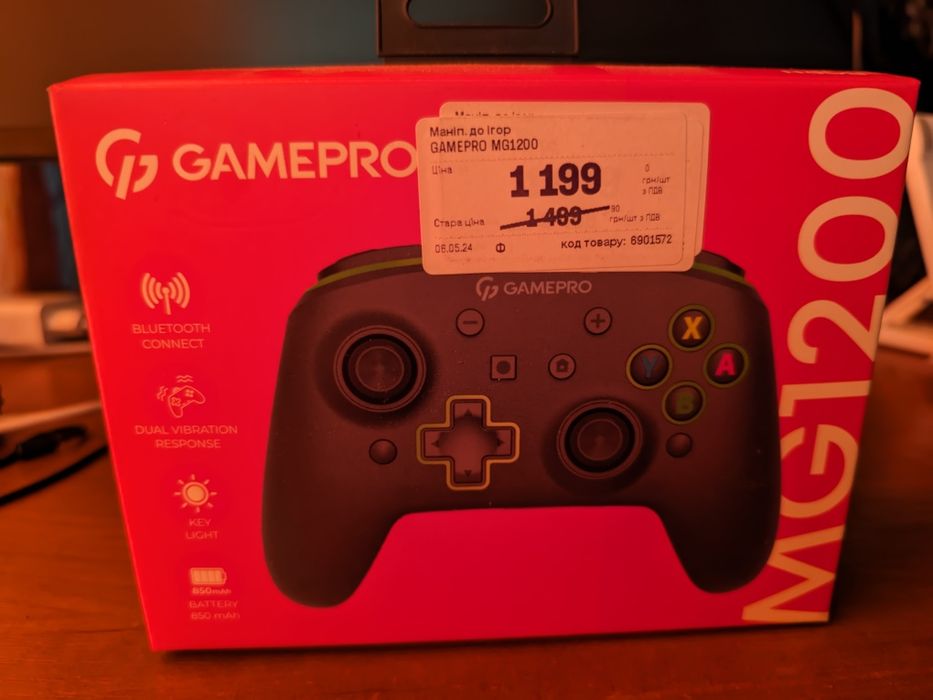 GAMEPRO
Маніп. до ігор
GAMEPRO MG1200
Ціна
1 199
0
грн/шт
з ПДВ
Стара ціна
1 499
90
грн/шт з ПДВ
06.05.24
Ф
код товару: 6901572
MG1200
GAMEPRO
BLUETOOTH
CONNECT
DUAL VIBRATION
RESPONSE
KEY
LIGHT
850mAh
BATTERY
850 mAh
X
Y
A
B